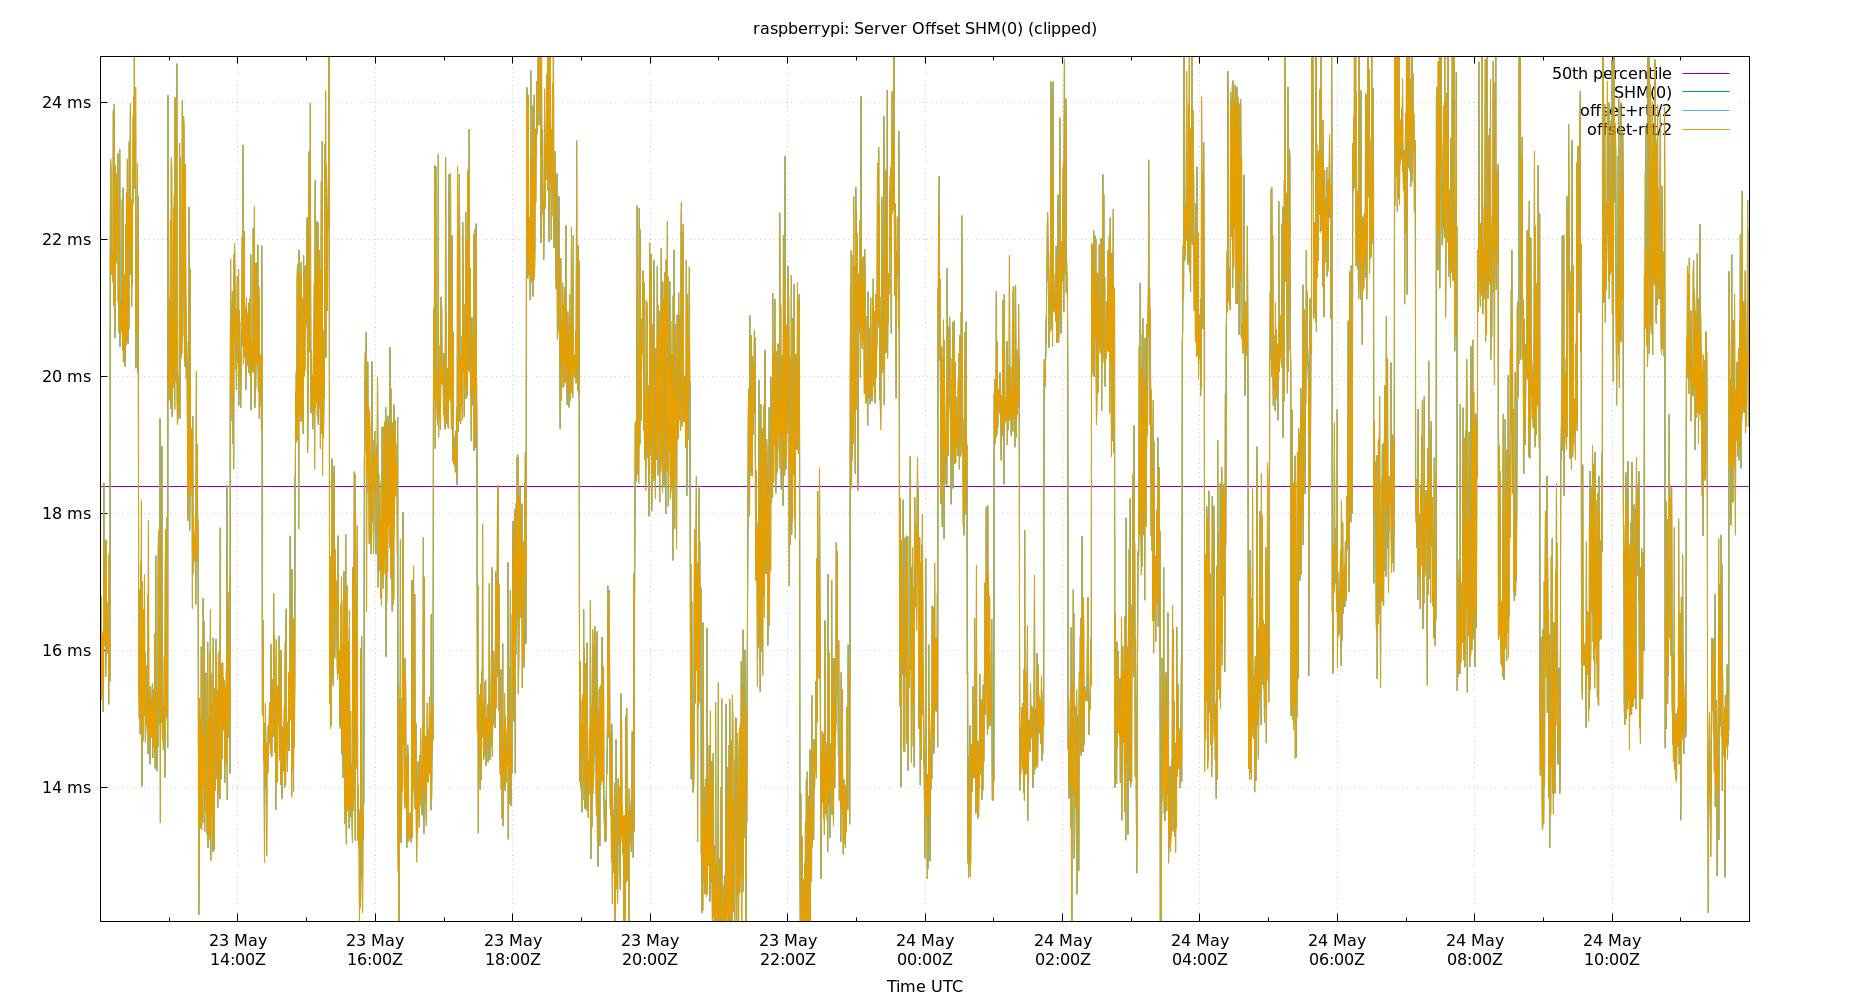 raspberrypi: Server Offset SHM(0) (clipped)
50th percentile
SHM(0)
offset+rtt/2
offset-rtt/2
24 ms
22 ms
20 ms
18 ms
16 ms
14 ms
23 May 23 May 23 May 23 May 23 May 24 May 24 May 24 May 24 May 24 May 24 May
14:00Z 16:00Z 18:00Z 20:00Z 22:00Z 00:00Z 02:00Z 04:00Z 06:00Z 08:00Z 10:00Z
Time UTC